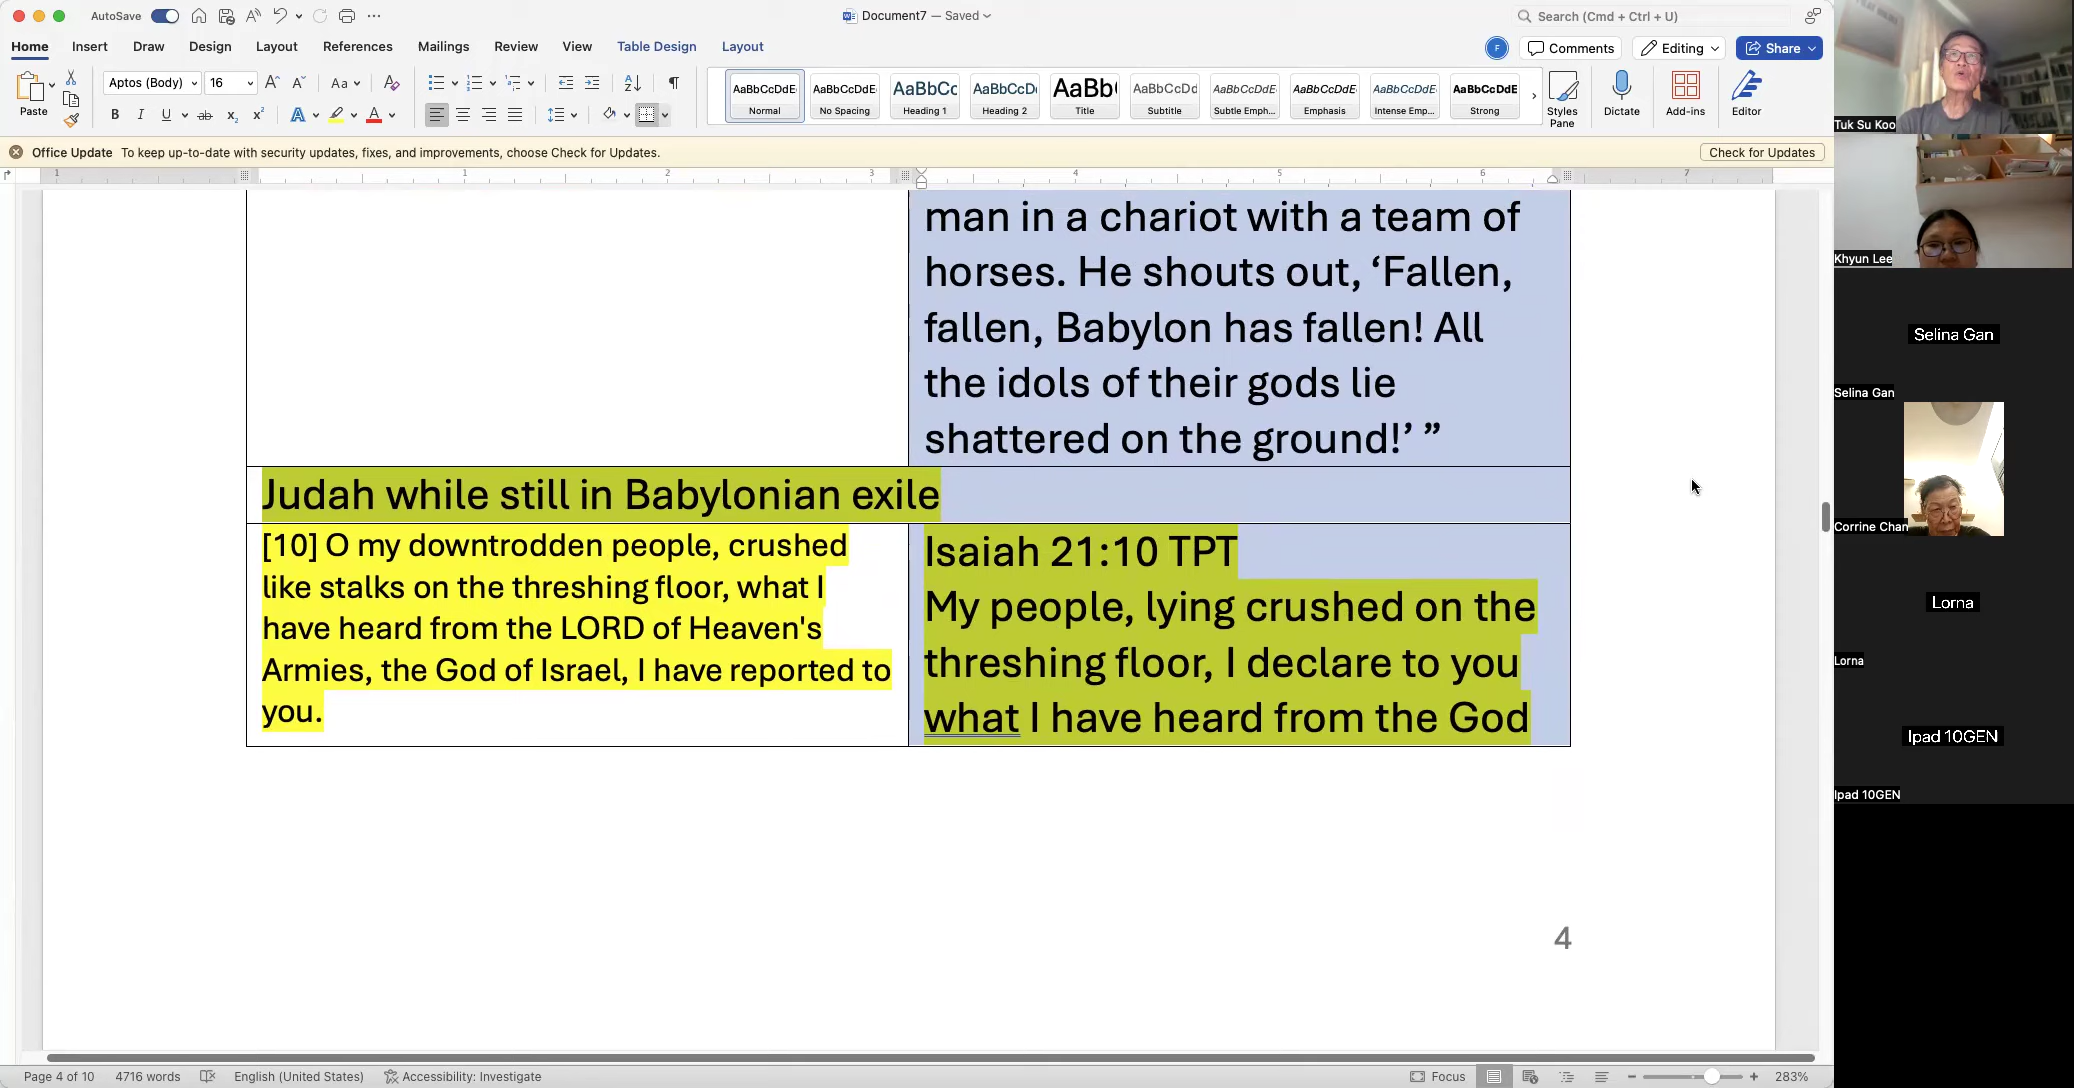 AutoSave
Document7 — Saved
Search (Cmd + Ctrl + U)
Home Insert Draw Design Layout References Mailings Review View Table Design Layout
F Comments Editing Share
Paste
Aptos (Body) 16
AaBbCcDdE AaBbCcDdE AaBbCc AaBbCcDc AaBb( AaBbCcDd AaBbCcDdE AaBbCcDdE AaBbCcDdE AaBbCcDdE
Normal No Spacing Heading 1 Heading 2 Title Subtitle Subtle Emph... Emphasis Intense Emp... Strong
Styles Pane
Dictate
Add-ins
Editor
Office Update To keep up-to-date with security updates, fixes, and improvements, choose Check for Updates.
Check for Updates
1 1 2 3 4 5 6 7
man in a chariot with a team of
horses. He shouts out, ‘Fallen,
fallen, Babylon has fallen! All
the idols of their gods lie
shattered on the ground!’ ”
Judah while still in Babylonian exile
[10] O my downtrodden people, crushed
like stalks on the threshing floor, what I
have heard from the LORD of Heaven's
Armies, the God of Israel, I have reported to
you.
Isaiah 21:10 TPT
My people, lying crushed on the
threshing floor, I declare to you
what I have heard from the God
4
Page 4 of 10 4716 words English (United States) Accessibility: Investigate
Focus 283%
Tuk Su Koo
Khyun Lee
Selina Gan
Selina Gan
Corrine Chan
Lorna
Lorna
Ipad 10GEN
Ipad 10GEN